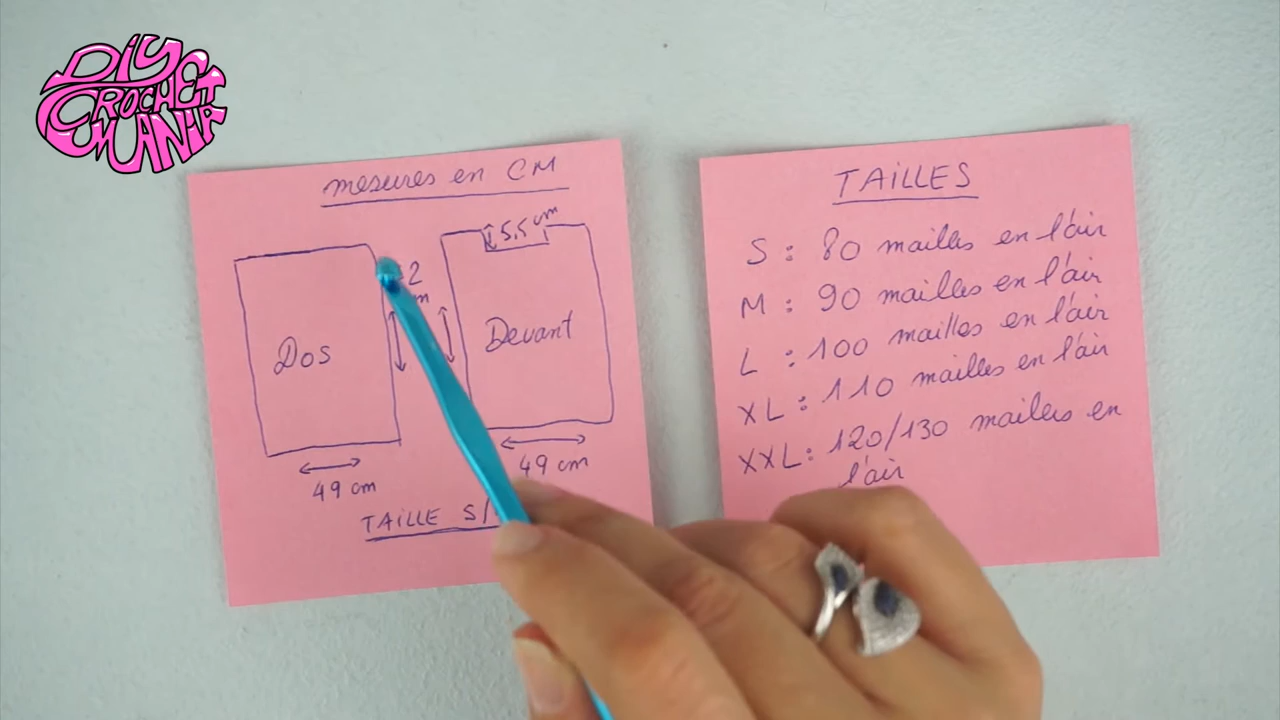 DIY
CROCHET
MANIA
mesures en CM
5,5 cm
Dos
Devant
49 cm
49 cm
TAILLE S/
TAILLES
S : 80 mailles en l'air
M : 90 mailles en l'air
L : 100 mailles en l'air
XL : 110 mailles en l'air
XXL : 120/130 mailles en
l'air